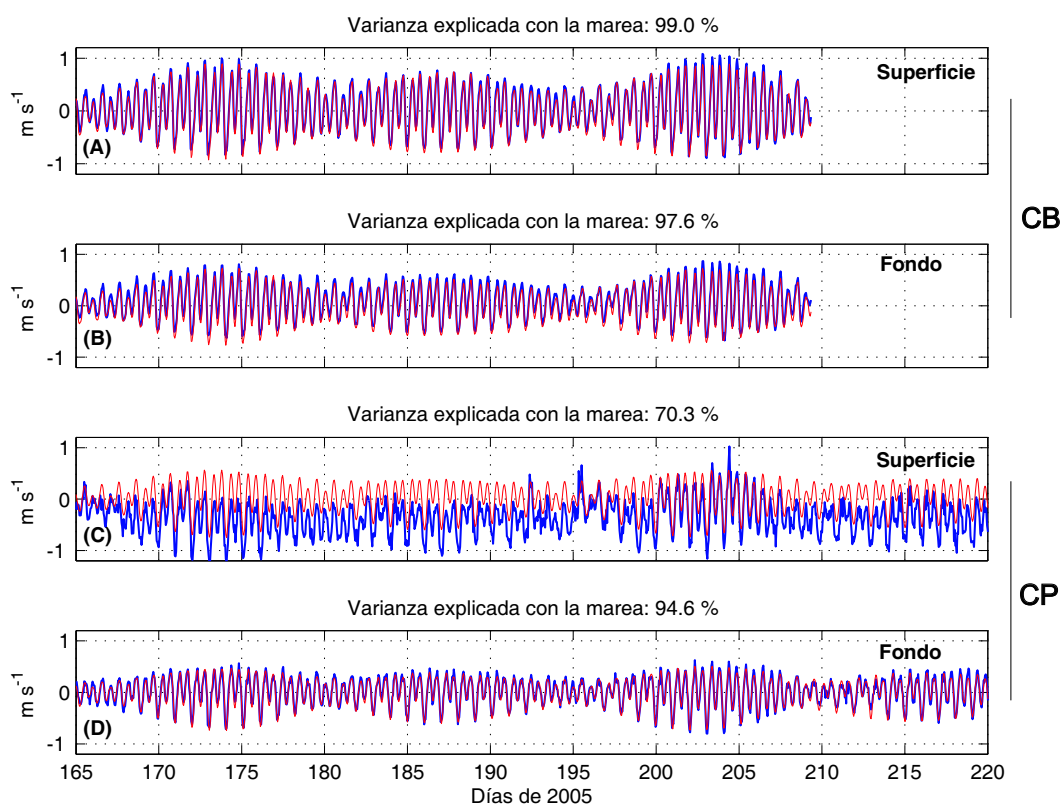 Varianza explicada con la marea: 99.0 %
1
0
-1
m s-1
Superficie
(A)
Varianza explicada con la marea: 97.6 %
1
0
-1
m s-1
Fondo
(B)
CB
Varianza explicada con la marea: 70.3 %
1
0
-1
m s-1
Superficie
(C)
Varianza explicada con la marea: 94.6 %
1
0
-1
m s-1
Fondo
(D)
CP
165 170 175 180 185 190 195 200 205 210 215 220
Días de 2005